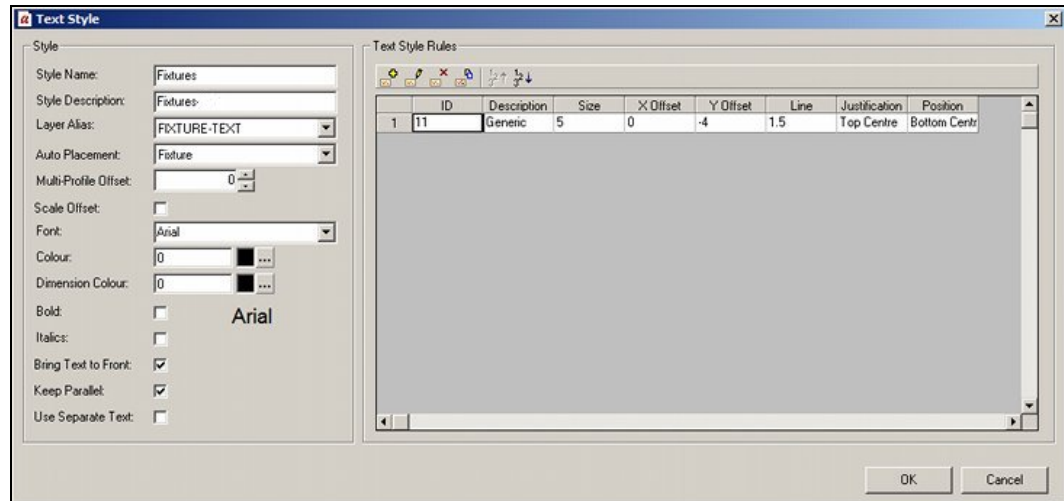 Text Style
Style
Style Name: Fixtures
Style Description: Fixtures
Layer Alias: FIXTURE-TEXT
Auto Placement: Fixture
Multi-Profile Offset: 0
Scale Offset:
Font: Arial
Colour: 0 ...
Dimension Colour: 0 ...
Bold:
Arial
Italics:
Bring Text to Front:
Keep Parallel:
Use Separate Text:
Text Style Rules
ID Description Size X Offset Y Offset Line Justification Position
1 11 Generic 5 0 -4 1.5 Top Centre Bottom Centr
OK Cancel